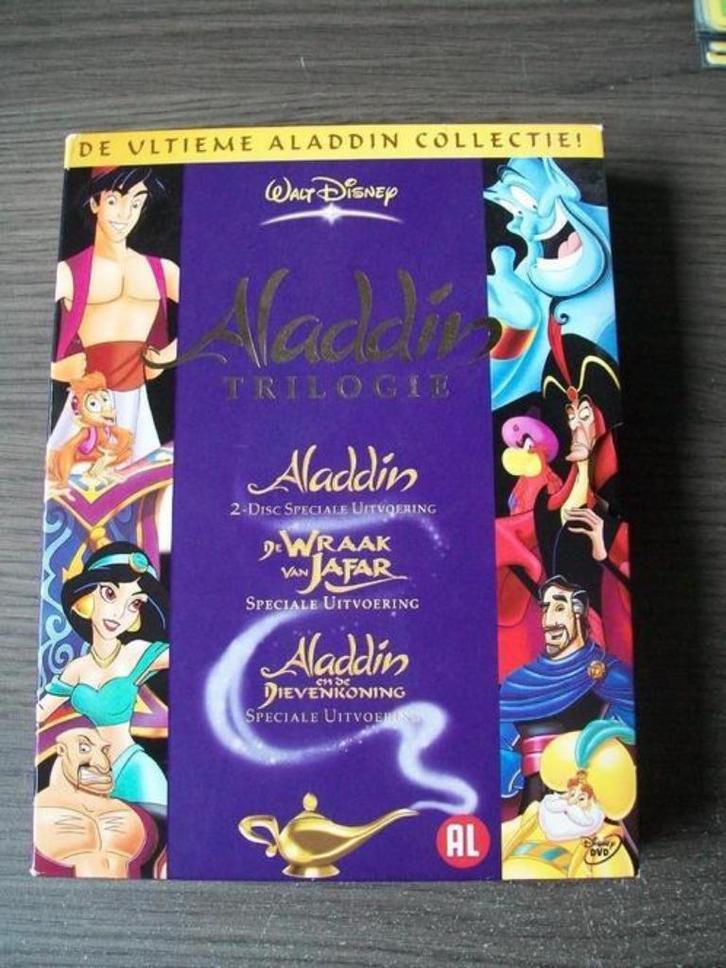 DE ULTIEME ALADDIN COLLECTIE!
WALT DISNEY
Aladdin
TRILOGIE
Aladdin
2-DISC SPECIALE UITVOERING
DE WRAAK
VAN JAFAR
SPECIALE UITVOERING
Aladdin
en de
DIEVENKONING
SPECIALE UITVOERING
AL
Disney
DVD